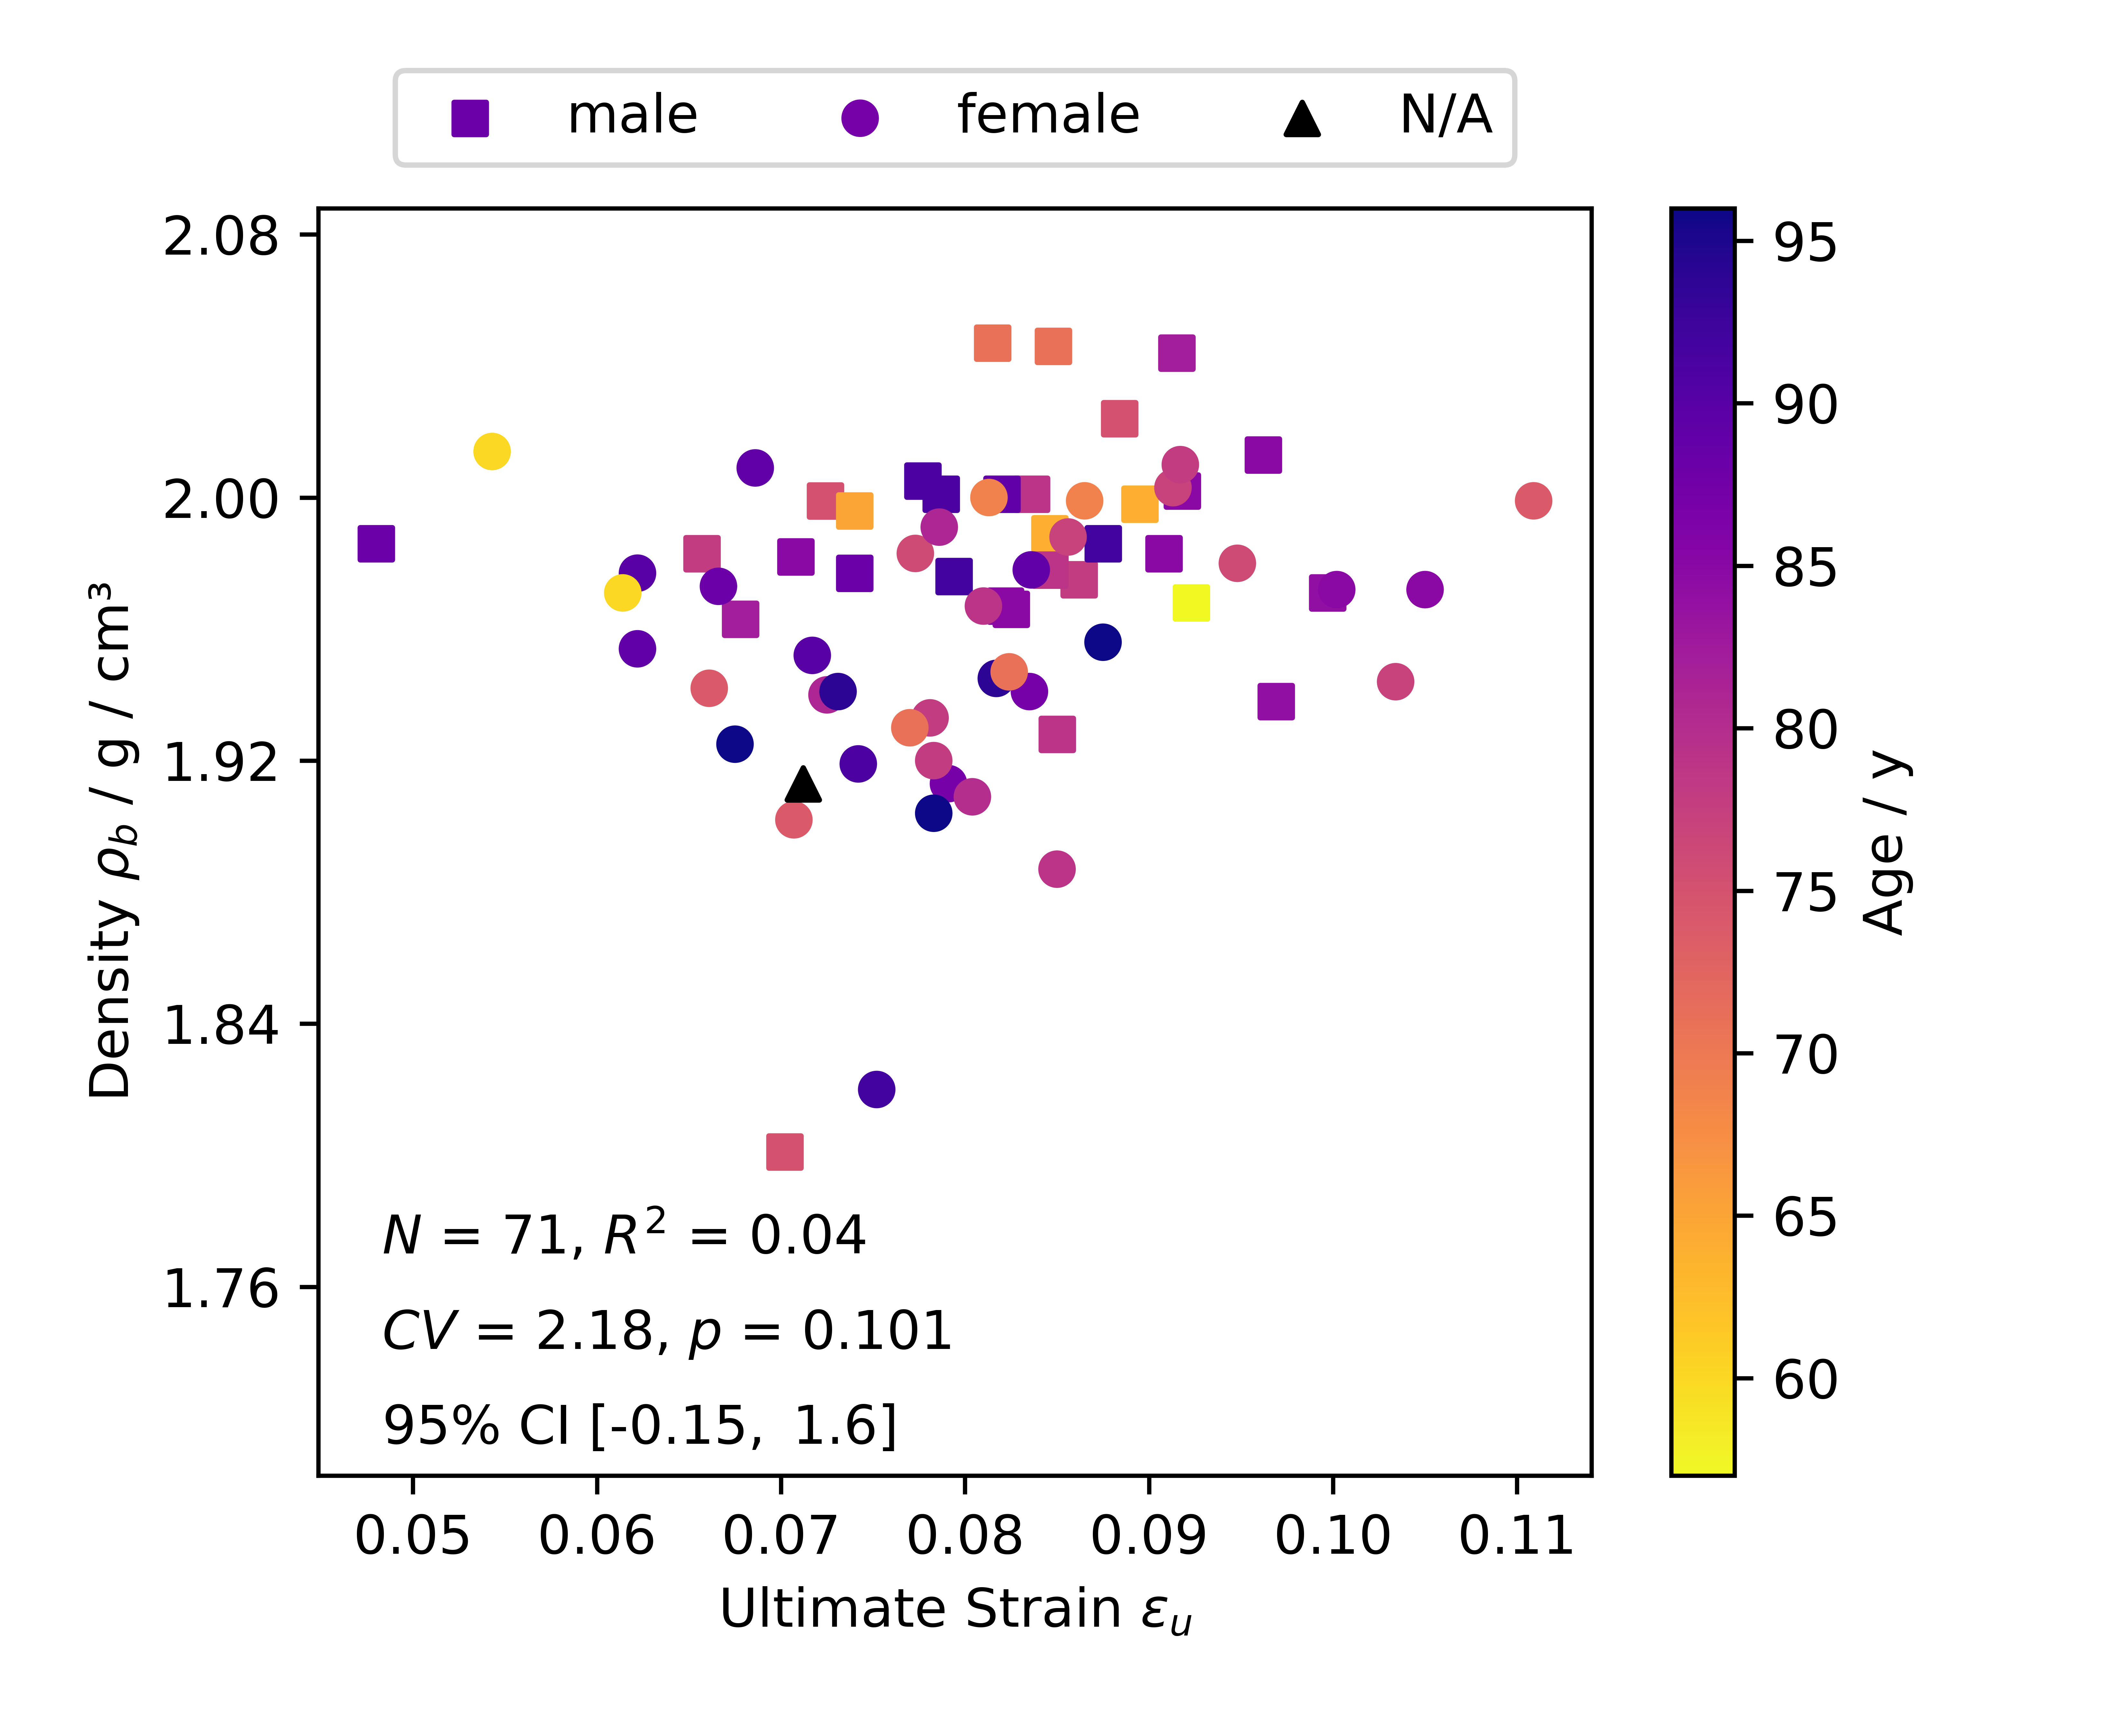 male female N/A
2.08
2.00
1.92
1.84
1.76
Density ρb / g / cm³
N = 71, R² = 0.04
CV = 2.18, p = 0.101
95% CI [-0.15, 1.6]
0.05 0.06 0.07 0.08 0.09 0.10 0.11
Ultimate Strain εu
95
90
85
80
75
70
65
60
Age / y